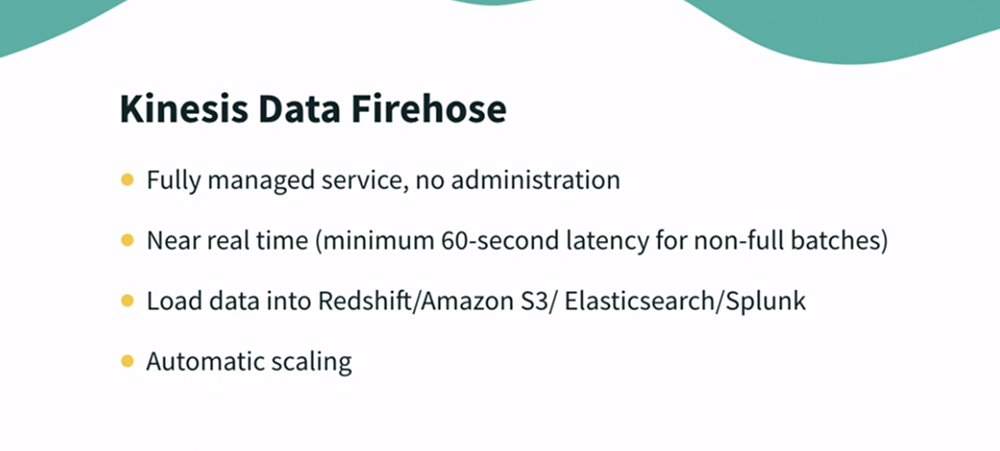 Kinesis Data Firehose
Fully managed service, no administration
Near real time (minimum 60-second latency for non-full batches)
Load data into Redshift/Amazon S3/ Elasticsearch/Splunk
Automatic scaling